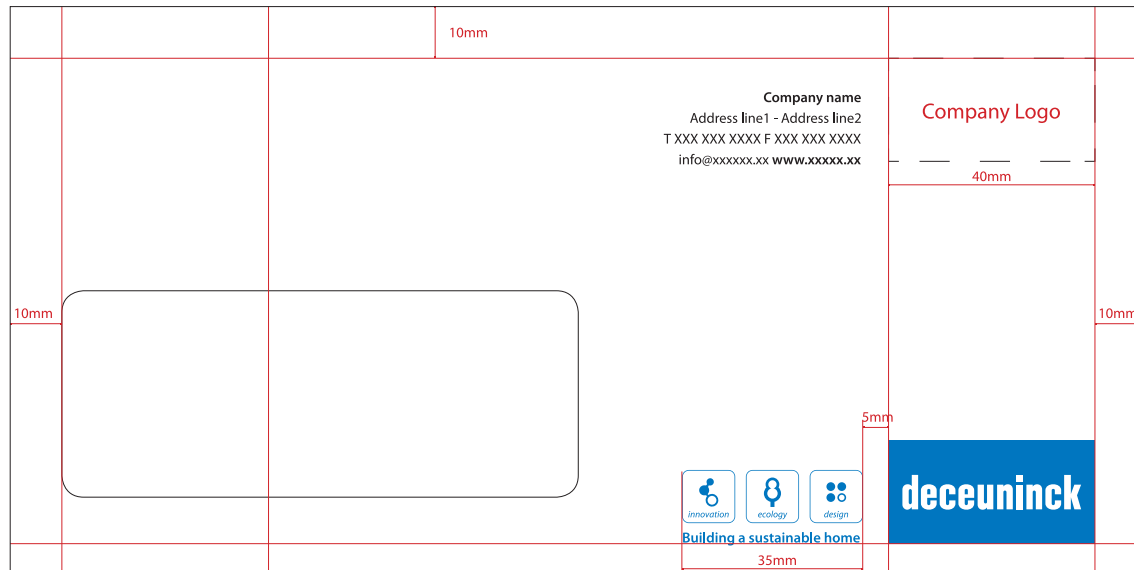 10mm
Company name
Address line1 - Address line2
T XXX XXX XXXX F XXX XXX XXXX
info@xxxxxx.xx www.xxxxx.xx
Company Logo
40mm
10mm
10mm
5mm
innovation
ecology
design
Building a sustainable home
deceuninck
35mm